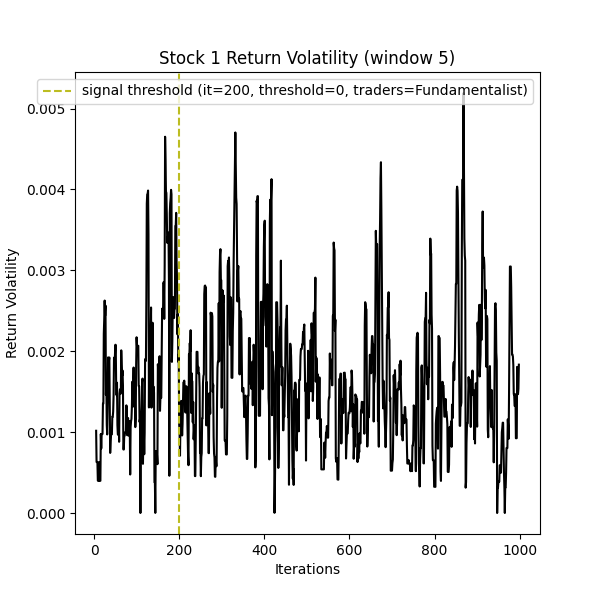 Stock 1 Return Volatility (window 5)
signal threshold (it=200, threshold=0, traders=Fundamentalist)
0.005
0.004
0.003
0.002
0.001
0.000
Return Volatility
0 200 400 600 800 1000
Iterations